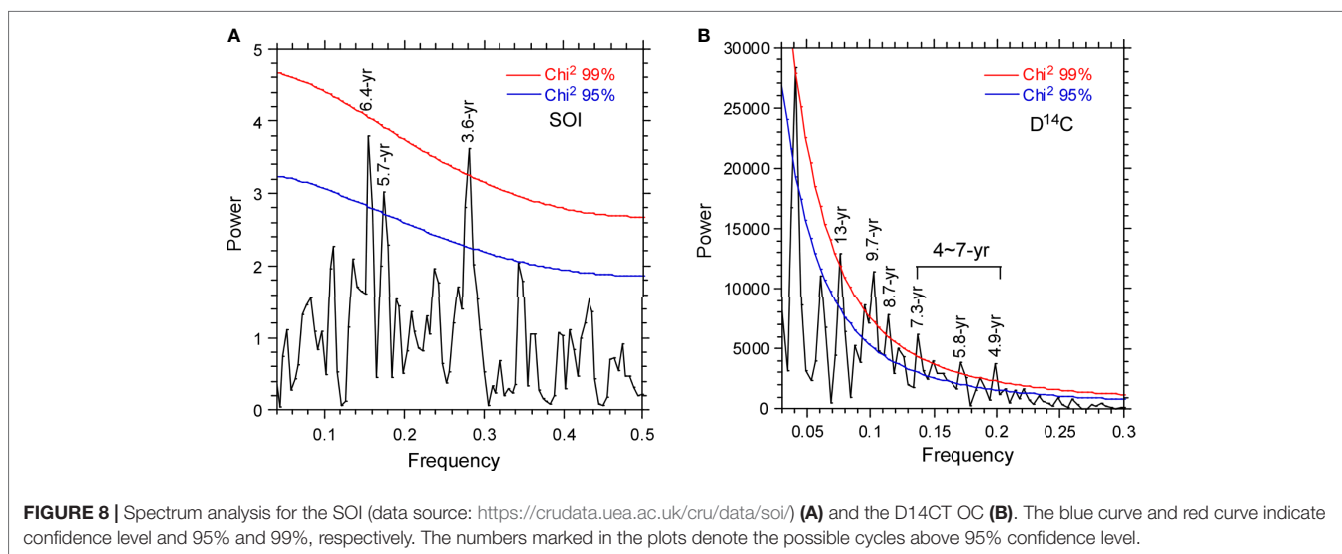 A
5
4
3
2
1
0
Power
0.1
0.2
0.3
0.4
0.5
Frequency
Chi² 99%
Chi² 95%
SOI
6.4-yr
5.7-yr
3.6-yr
B
30000
25000
20000
15000
10000
5000
0
Power
0.05
0.1
0.15
0.2
0.25
0.3
Frequency
Chi² 99%
Chi² 95%
D¹⁴C
13-yr
9.7-yr
8.7-yr
7.3-yr
4~7-yr
5.8-yr
4.9-yr
FIGURE 8 | Spectrum analysis for the SOI (data source: https://crudata.uea.ac.uk/cru/data/soi/) (A) and the D14CT OC (B). The blue curve and red curve indicate
confidence level and 95% and 99%, respectively. The numbers marked in the plots denote the possible cycles above 95% confidence level.